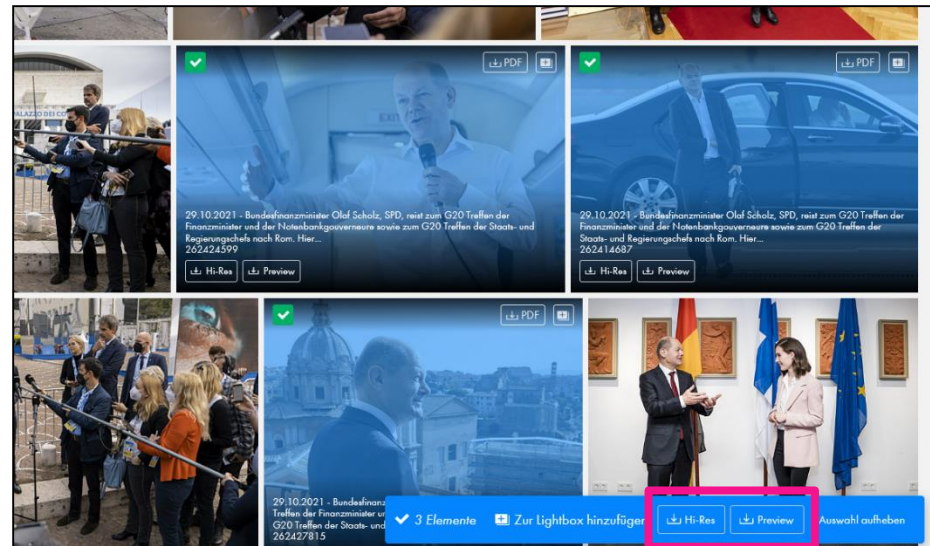 PALAZZO DEI CO
PDF
PDF
EXIT
29.10.2021 - Bundesfinanzminister Olaf Scholz, SPD, reist zum G20 Treffen der
Finanzminister und der Notenbankgouverneure sowie zum G20 Treffen der Staats- und
Regierungschefs nach Rom. Hier...
262424599
Hi-Res Preview
29.10.2021 - Bundesfinanzminister Olaf Scholz, SPD, reist zum G20 Treffen der
Finanzminister und der Notenbankgouverneure sowie zum G20 Treffen der
Staats- und Regierungschefs nach Rom. Hier...
262414687
Hi-Res Preview
PDF
29.10.2021 - Bundesfinanz
Treffen der Finanzminister u
G20 Treffen der Staats- und
262427815
3 Elemente Zur Lightbox hinzufügen Hi-Res Preview Auswahl aufheben